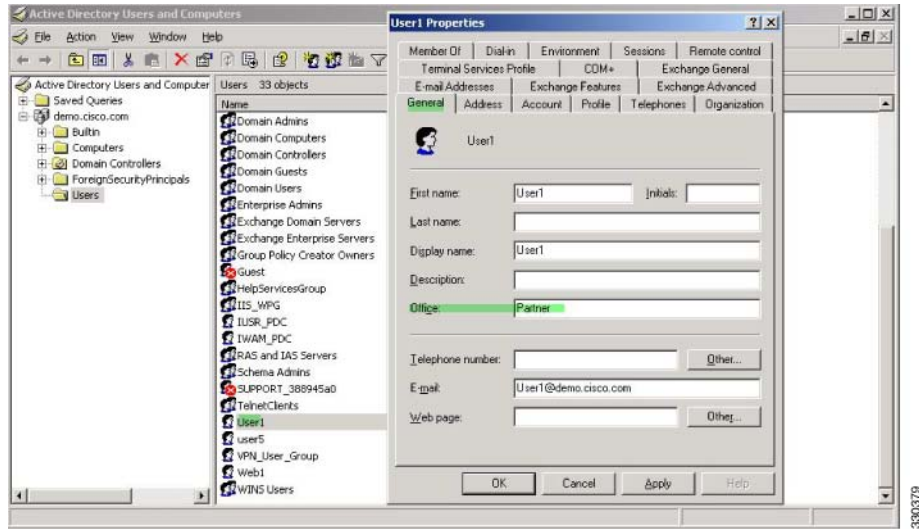 Active Directory Users and Computers
File Action View Window Help
Active Directory Users and Computer
Saved Queries
demo.cisco.com
Builtin
Computers
Domain Controllers
ForeignSecurityPrincipals
Users
Users 33 objects
Name
Domain Admins
Domain Computers
Domain Controllers
Domain Guests
Domain Users
Enterprise Admins
Exchange Domain Servers
Exchange Enterprise Servers
Group Policy Creator Owners
Guest
HelpServicesGroup
IIS_WPG
IUSR_PDC
IWAM_PDC
RAS and IAS Servers
Schema Admins
SUPPORT_388945a0
TelnetClients
User1
user5
VPN_User_Group
Web1
WINS Users
User1 Properties
Member Of Dial-in Environment Sessions Remote control
Terminal Services Profile COM+ Exchange General
E-mail Addresses Exchange Features Exchange Advanced
General Address Account Profile Telephones Organization
User1
First name: User1 Initials:
Last name:
Display name: User1
Description:
Office: Partner
Telephone number: Other...
E-mail: User1@demo.cisco.com
Web page: Other...
OK Cancel Apply Help
330379